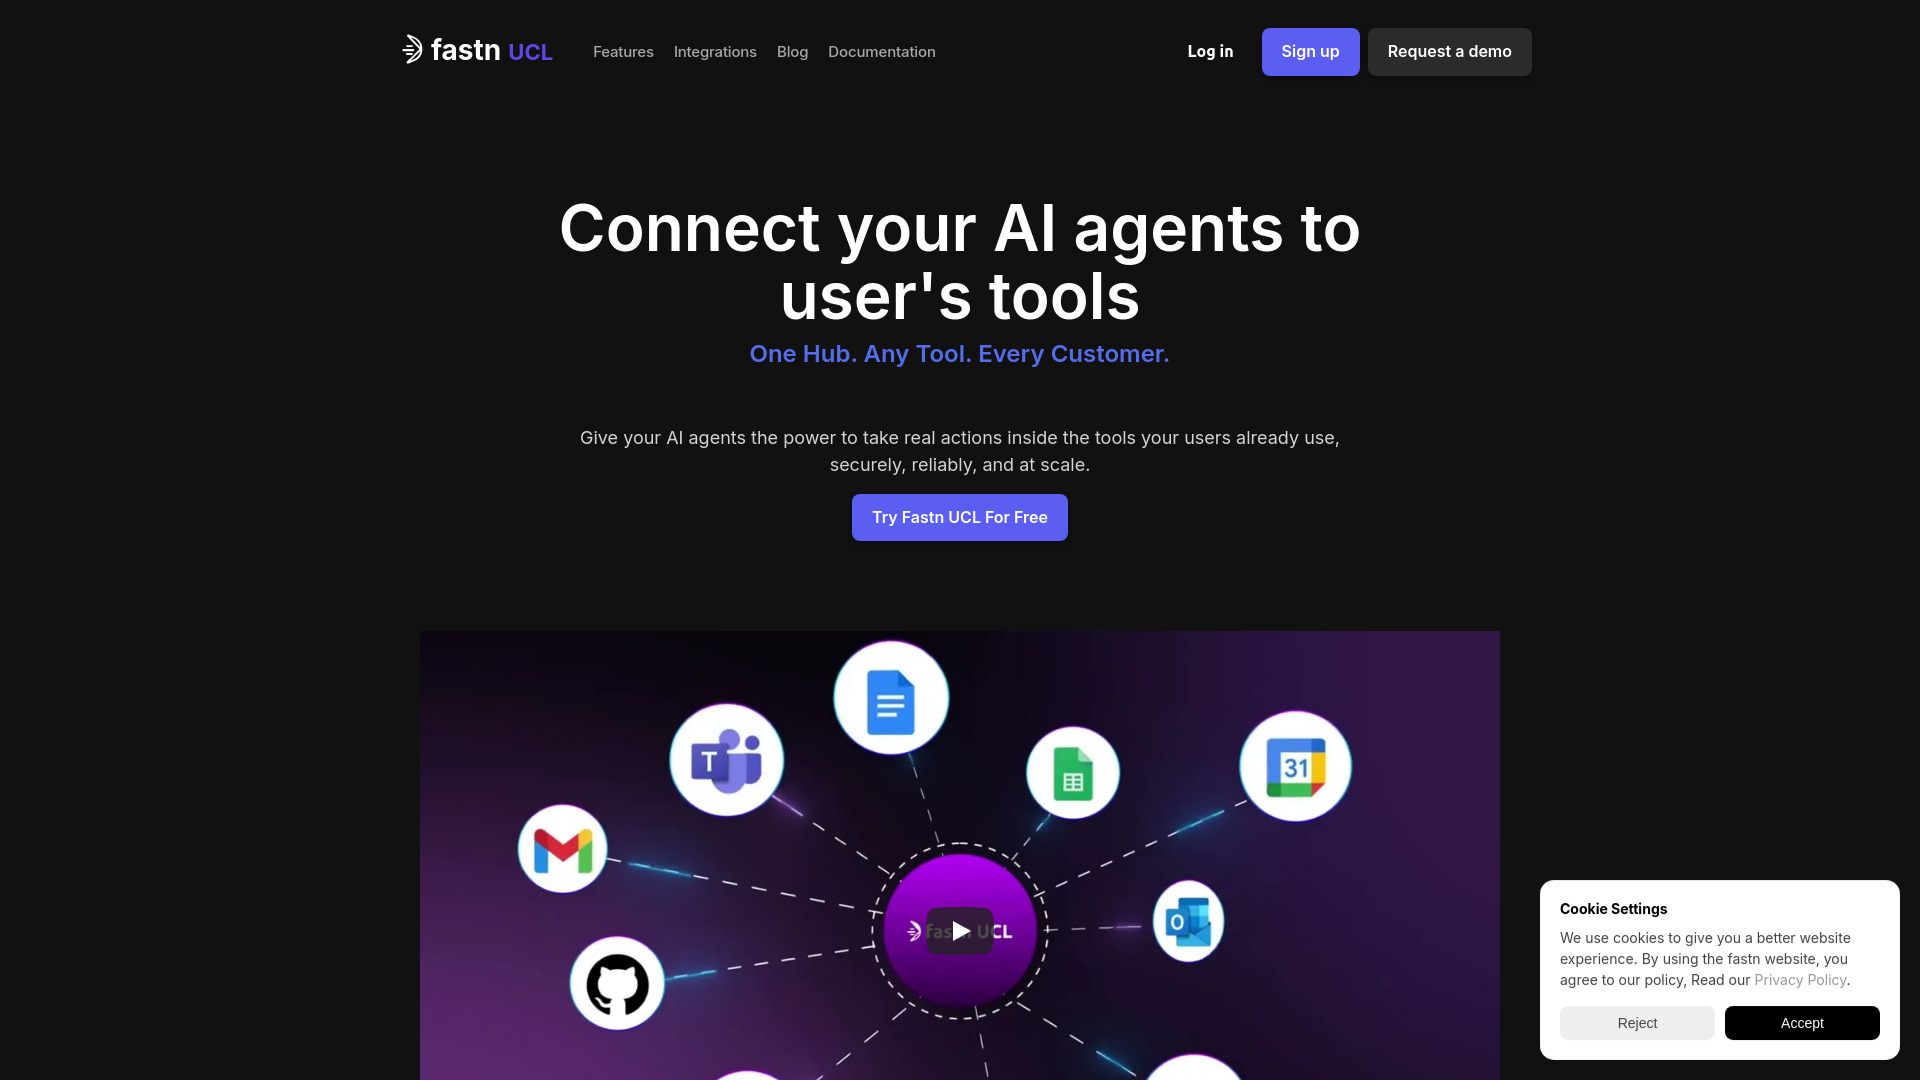 fastn UCL
Features
Integrations
Blog
Documentation
Log in
Sign up
Request a demo
Connect your AI agents to
user's tools
One Hub. Any Tool. Every Customer.
Give your AI agents the power to take real actions inside the tools your users already use,
securely, reliably, and at scale.
Try Fastn UCL For Free
T
31
fastn UCL
O
Cookie Settings
We use cookies to give you a better website
experience. By using the fastn website, you
agree to our policy, Read our Privacy Policy.
Reject
Accept